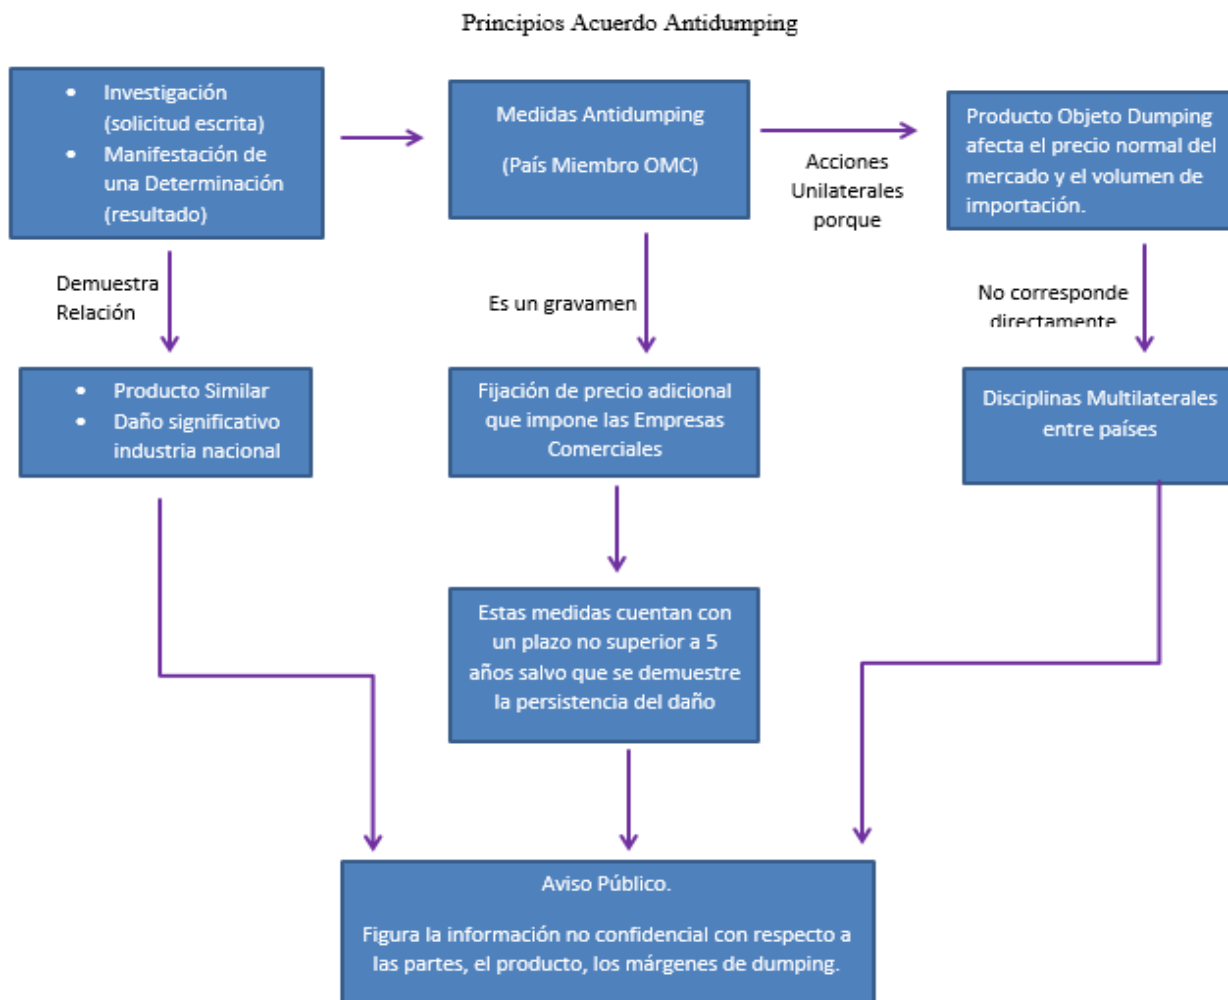 Principios Acuerdo Antidumping
• Investigación
(solicitud escrita)
• Manifestación de
una Determinación
(resultado)
Medidas Antidumping
(País Miembro OMC)
Acciones
Unilaterales
porque
Producto Objeto Dumping
afecta el precio normal del
mercado y el volumen de
importación.
Demuestra
Relación
Es un gravamen
No corresponde
directamente
• Producto Similar
• Daño significativo
industria nacional
Fijación de precio adicional
que impone las Empresas
Comerciales
Disciplinas Multilaterales
entre países
Estas medidas cuentan con
un plazo no superior a 5
años salvo que se demuestre
la persistencia del daño
Aviso Público.
Figura la información no confidencial con respecto a
las partes, el producto, los márgenes de dumping.